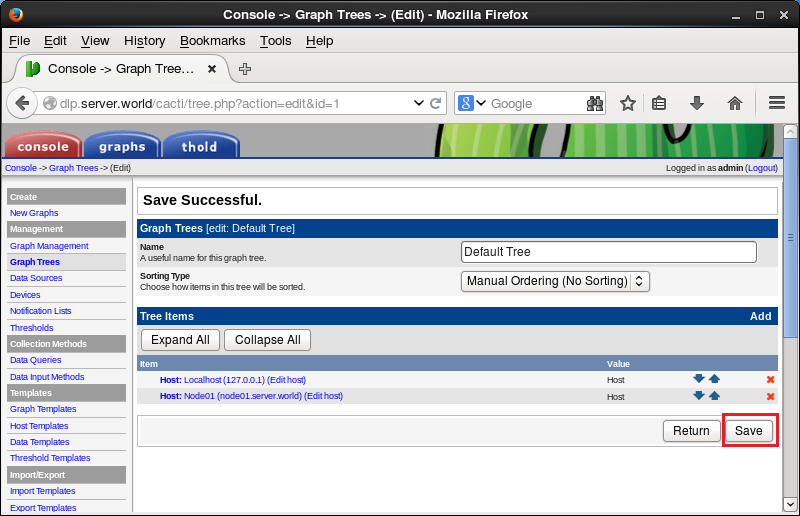 Console -> Graph Trees -> (Edit) - Mozilla Firefox
File Edit View History Bookmarks Tools Help
Console -> Graph Trees...
dlp.server.world/cacti/tree.php?action=edit&id=1
Google
console graphs thold
Console -> Graph Trees -> (Edit)
Logged in as admin (Logout)
Create
New Graphs
Management
Graph Management
Graph Trees
Data Sources
Devices
Notification Lists
Thresholds
Collection Methods
Data Queries
Data Input Methods
Templates
Graph Templates
Host Templates
Data Templates
Threshold Templates
Import/Export
Import Templates
Export Templates
Save Successful.
Graph Trees [edit: Default Tree]
Name
A useful name for this graph tree.
Default Tree
Sorting Type
Choose how items in this tree will be sorted.
Manual Ordering (No Sorting)
Tree Items Add
Expand All Collapse All
Item Value
Host: Localhost (127.0.0.1) (Edit host) Host
Host: Node01 (node01.server.world) (Edit host) Host
Return Save